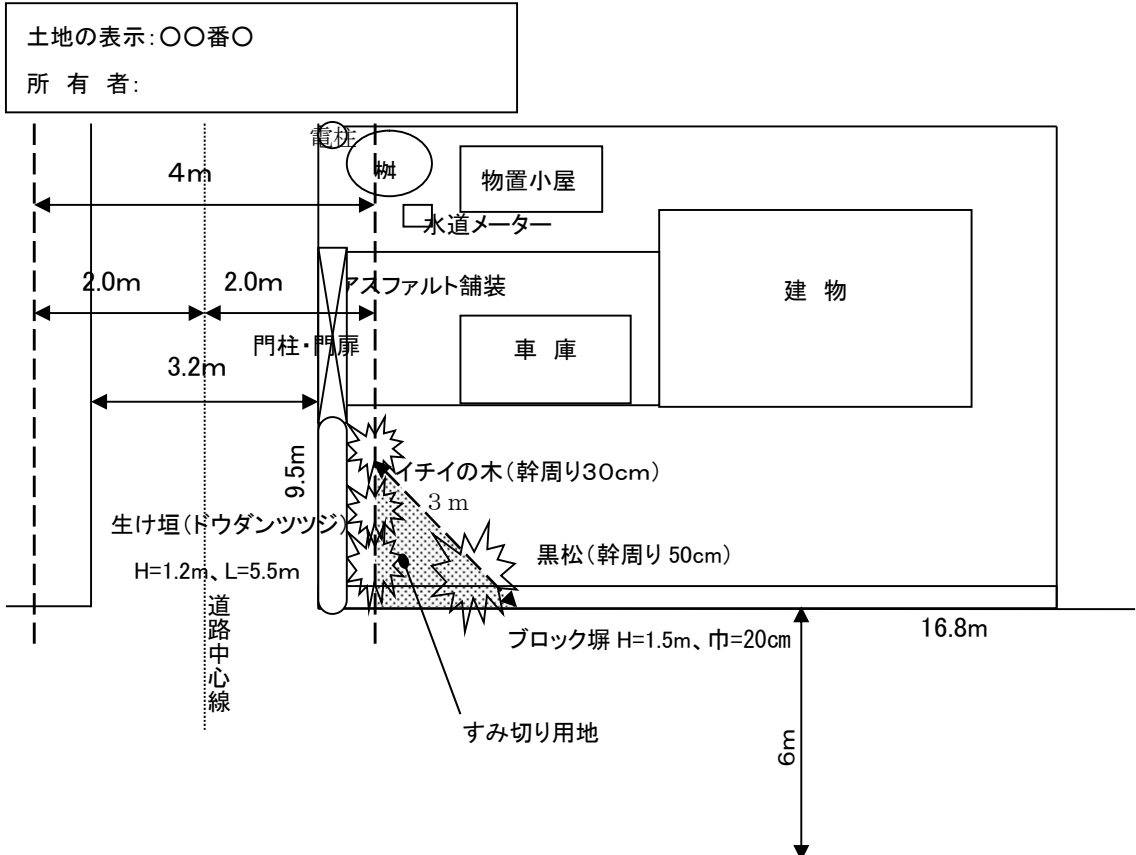 土地の表示：〇〇番〇
所　有　者：
電柱
桝
物置小屋
4m
水道メーター
2.0m
2.0m
アスファルト舗装
建　物
門柱・門扉
車　庫
3.2m
9.5m
イチイの木（幹周り30cm）
3m
生け垣（ドウダンツツジ）
H=1.2m、L=5.5m
黒松（幹周り 50cm）
道路中心線
ブロック塀 H=1.5m、巾=20cm
16.8m
すみ切り用地
6m